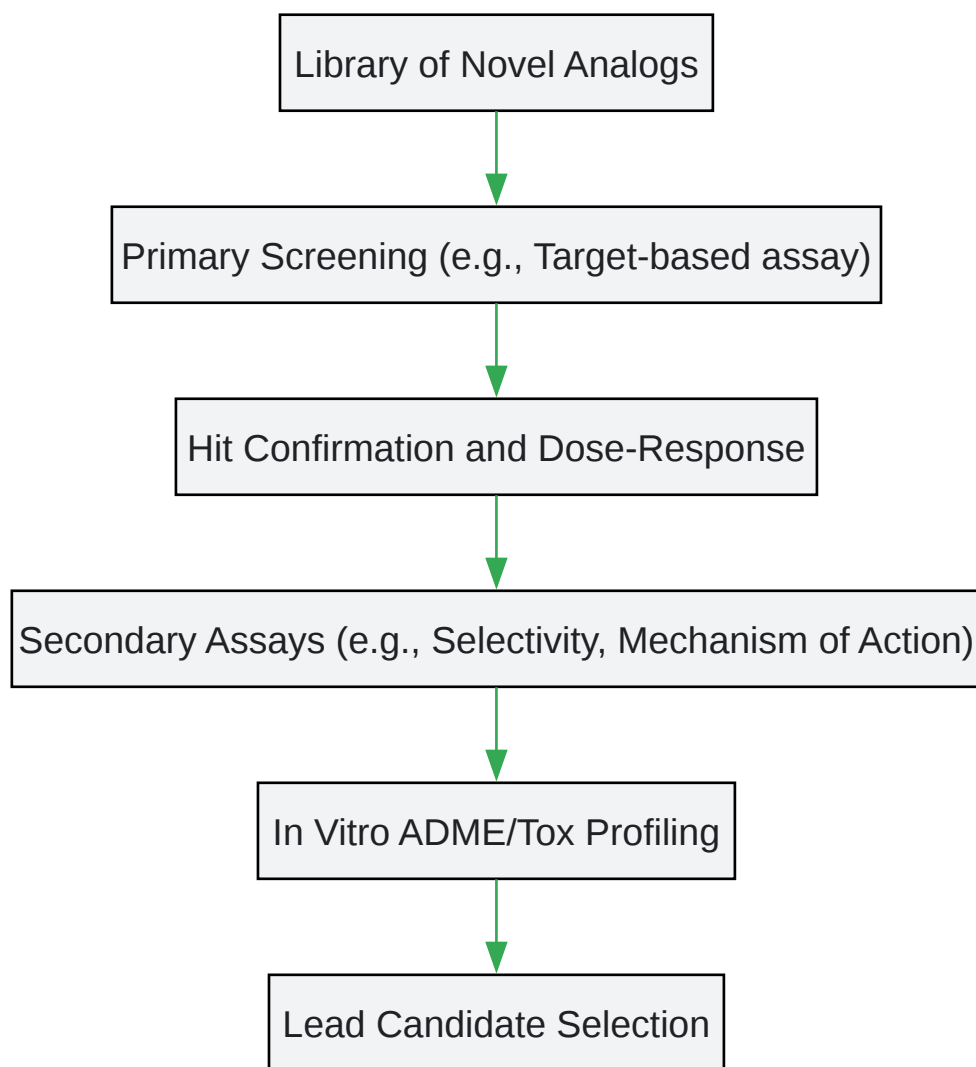 Library of Novel Analogs
Primary Screening (e.g., Target-based assay)
Hit Confirmation and Dose-Response
Secondary Assays (e.g., Selectivity, Mechanism of Action)
In Vitro ADME/Tox Profiling
Lead Candidate Selection